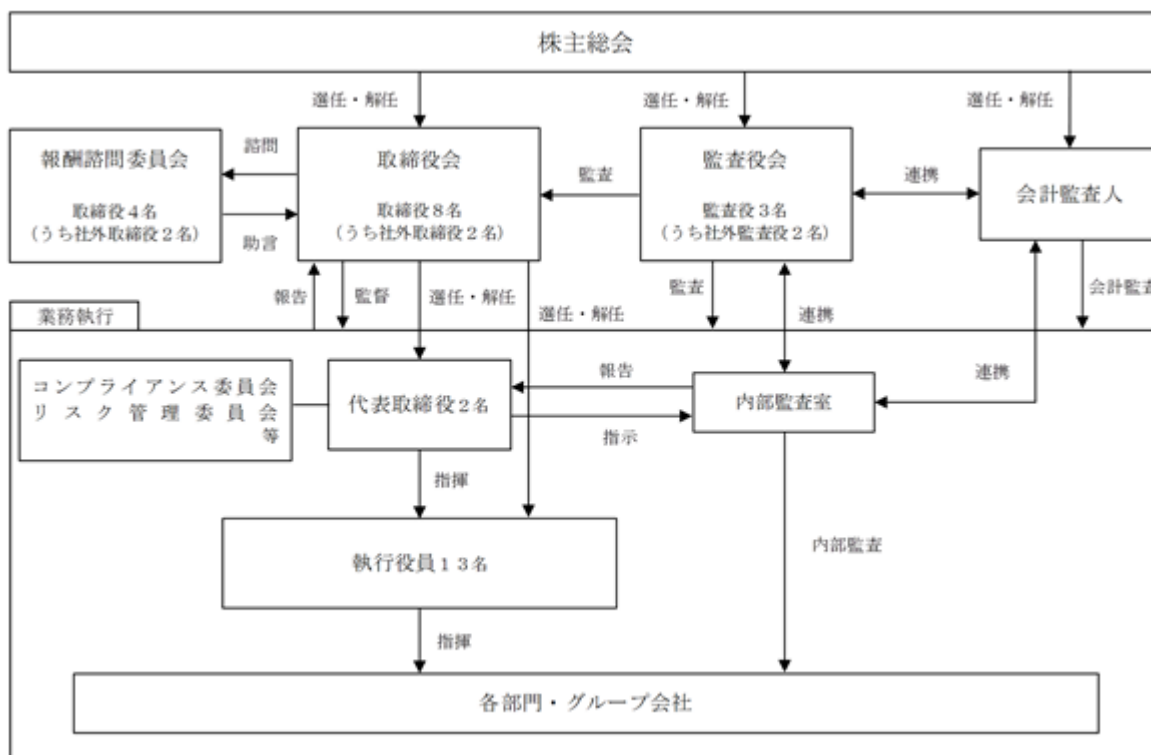 株主総会
選任・解任
選任・解任
選任・解任
報酬諮問委員会
取締役4名
(うち社外取締役2名)
諮問
助言
取締役会
取締役8名
(うち社外取締役2名)
監査
監査役会
監査役3名
(うち社外監査役2名)
連携
会計監査人
報告
監督
選任・解任
選任・解任
監査
連携
会計監査
業務執行
コンプライアンス委員会
リスク管理委員会
等
代表取締役2名
報告
指示
内部監査室
連携
指揮
執行役員13名
内部監査
指揮
各部門・グループ会社